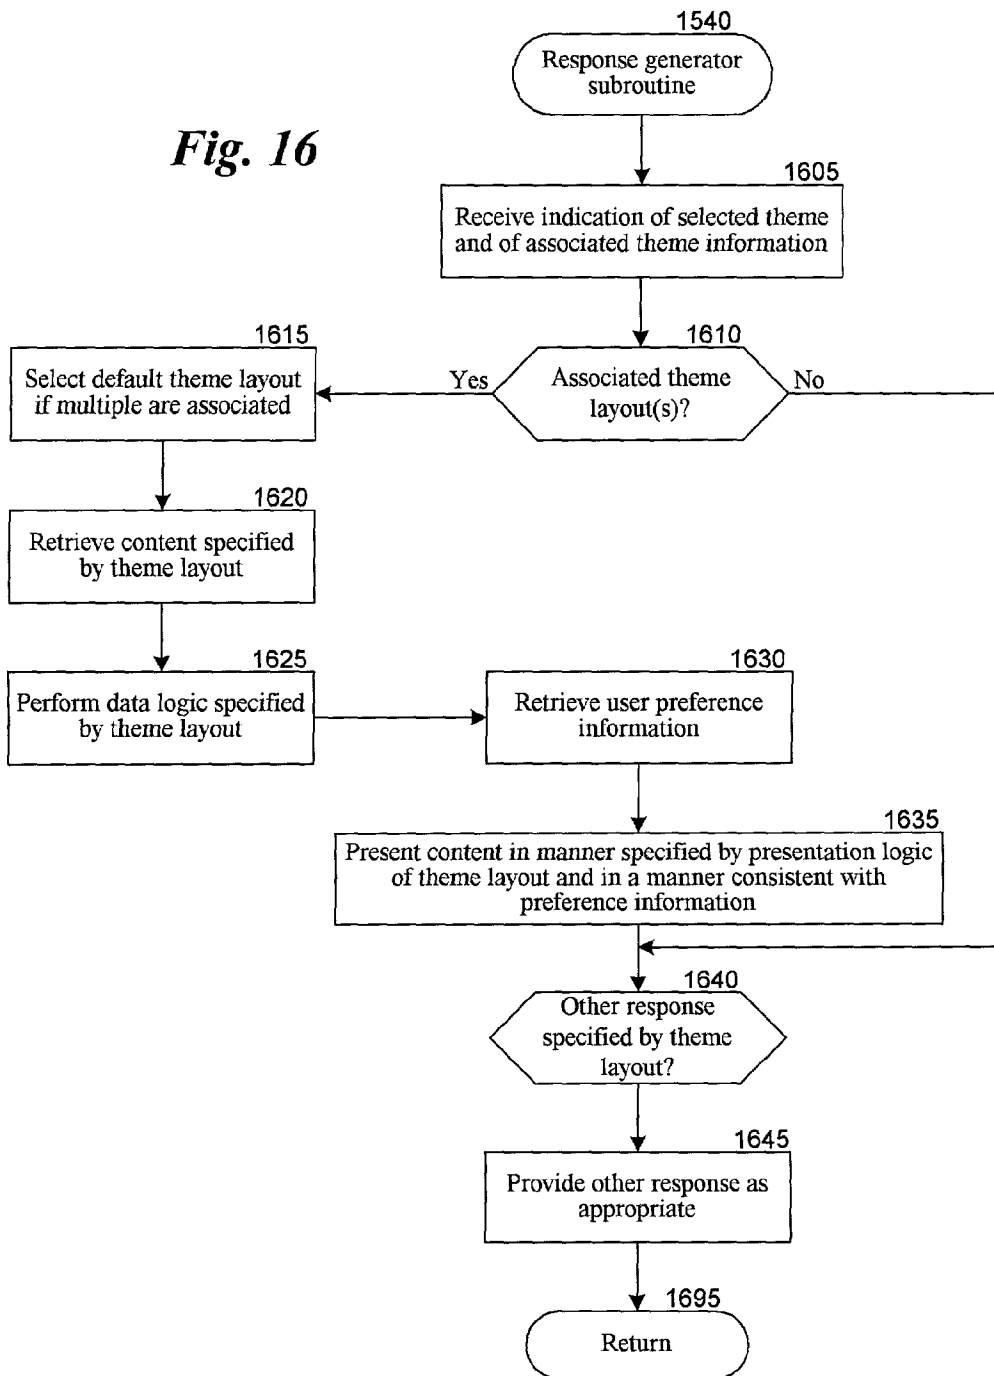 1540
Response generator
subroutine
Fig. 16
1605
Receive indication of selected theme
and of associated theme information
1610
Associated theme
layout(s)?
Yes
No
1615
Select default theme layout
if multiple are associated
1620
Retrieve content specified
by theme layout
1625
Perform data logic specified
by theme layout
1630
Retrieve user preference
information
1635
Present content in manner specified by presentation logic
of theme layout and in a manner consistent with
preference information
1640
Other response
specified by theme
layout?
1645
Provide other response as
appropriate
1695
Return